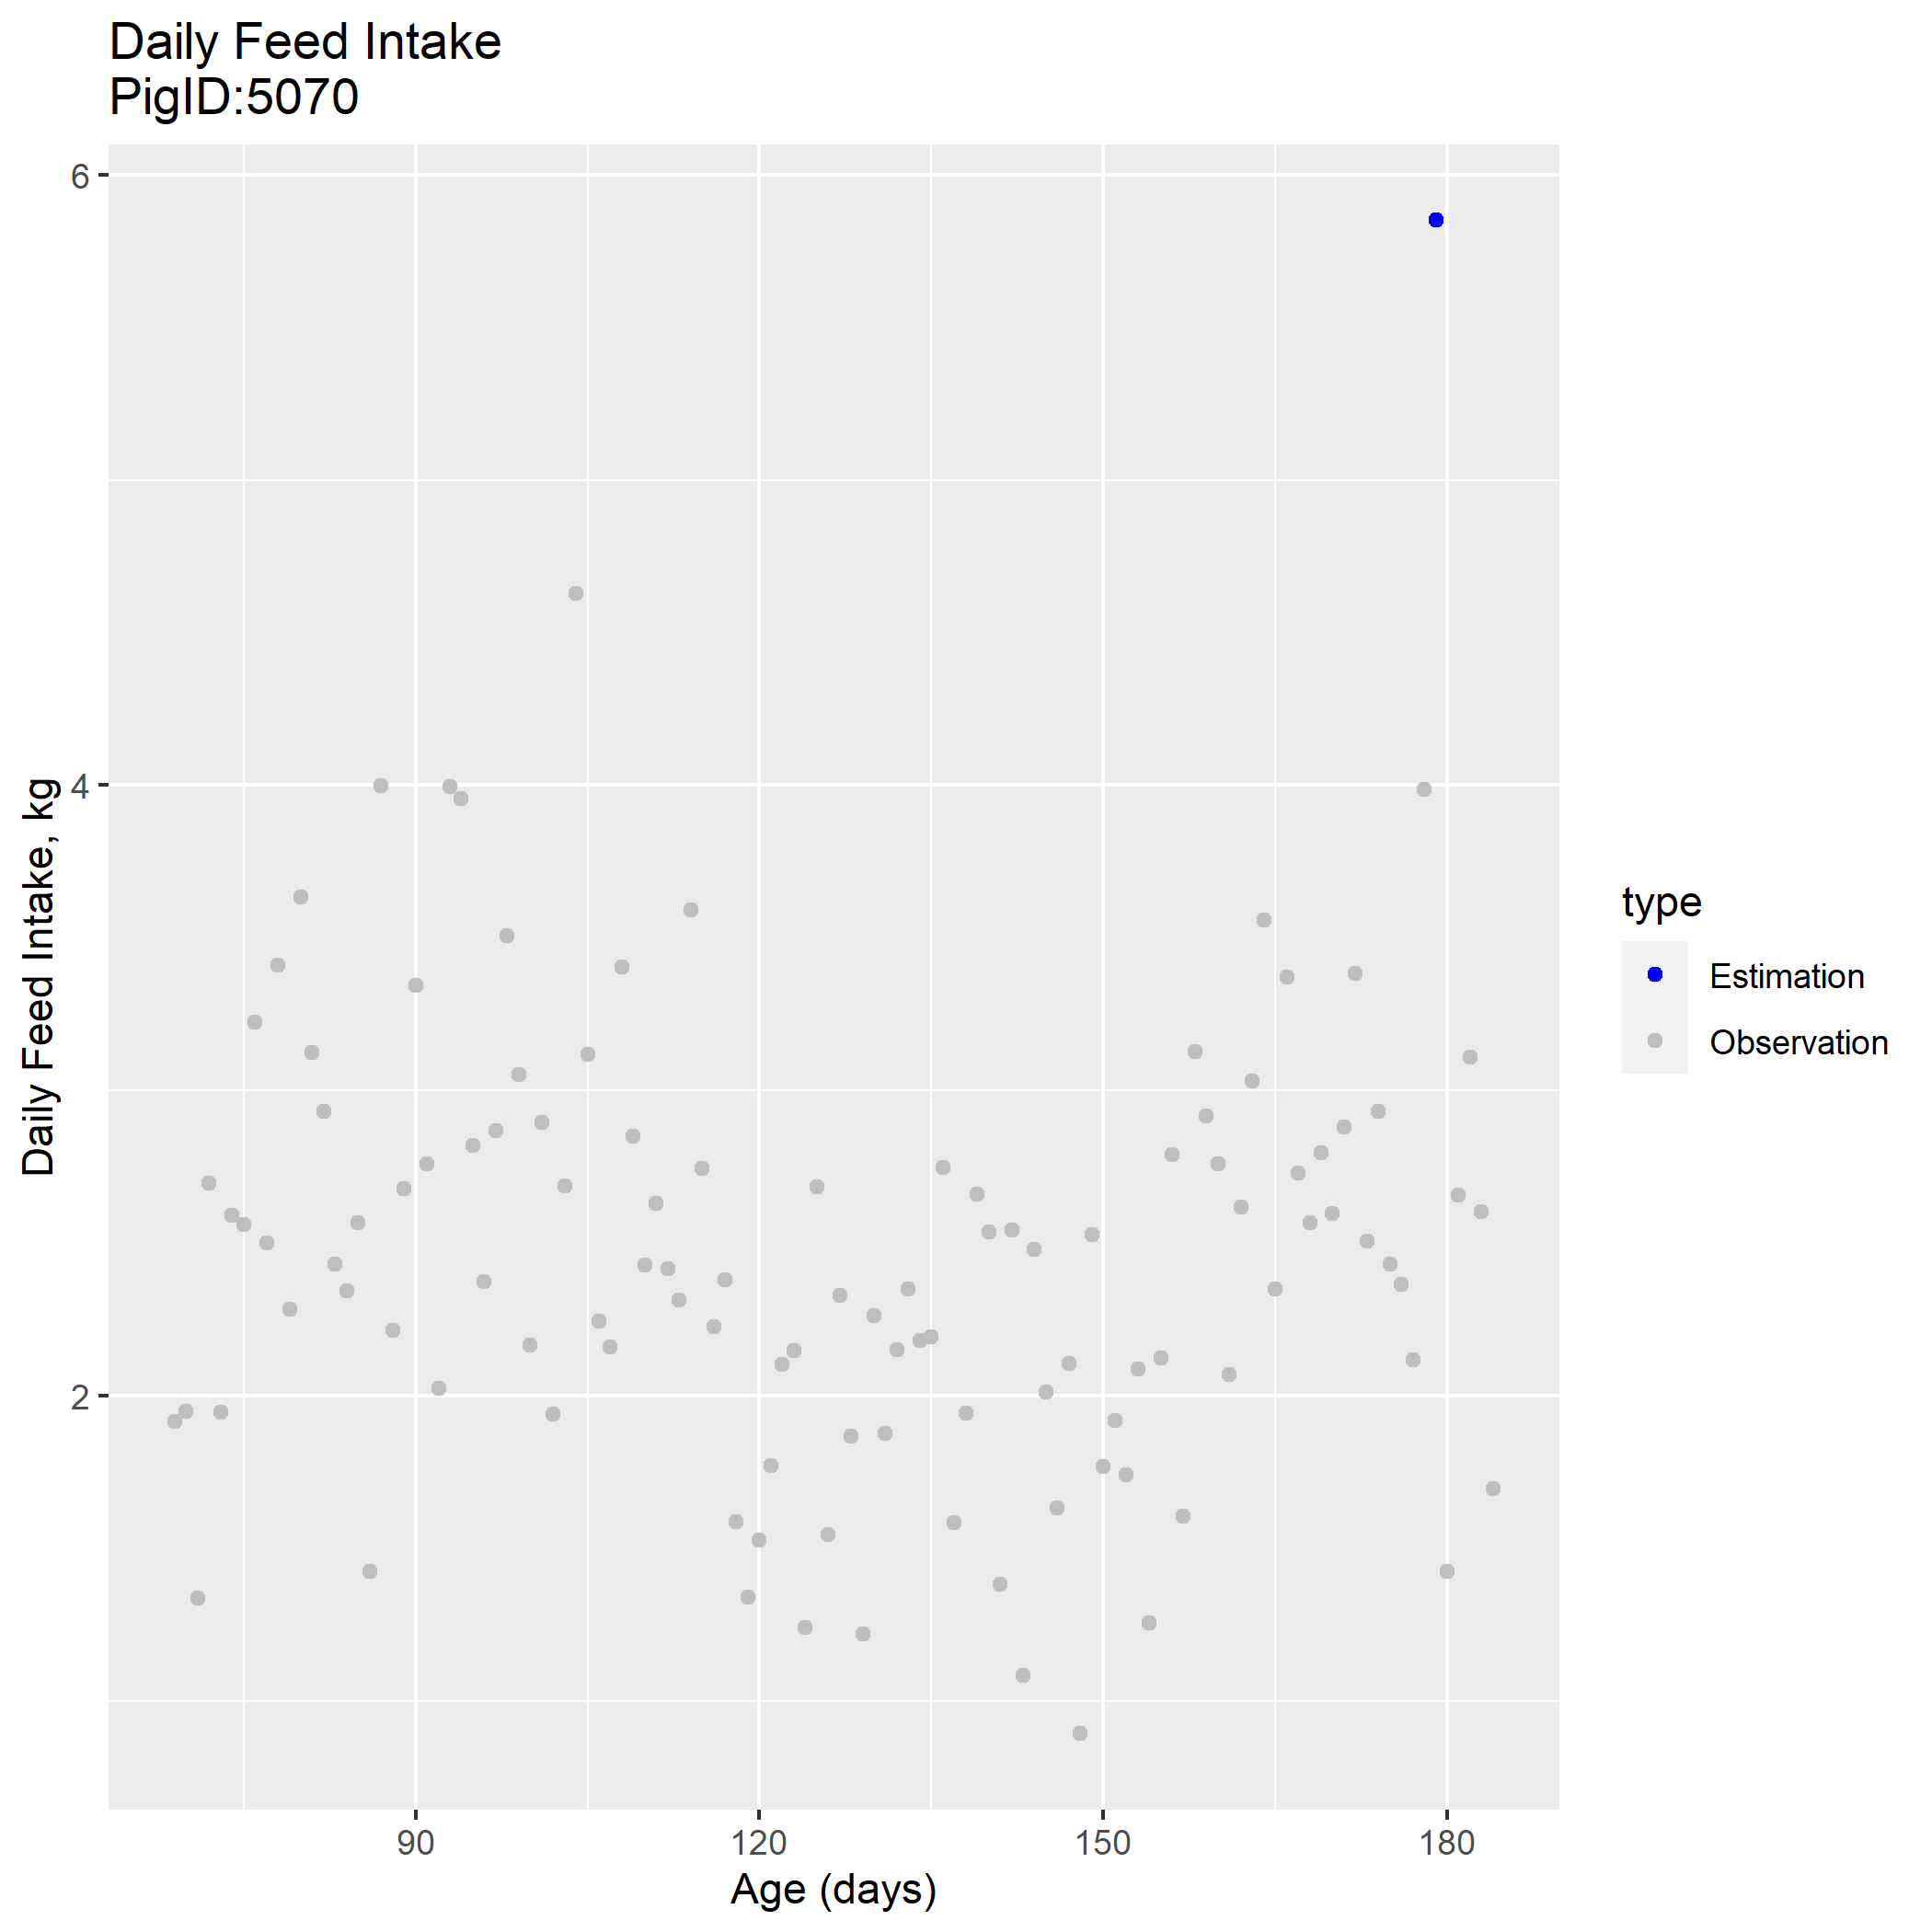 Daily Feed Intake
PigID:5070
Daily Feed Intake, kg
6
4
2
90 120 150 180
Age (days)
type
Estimation
Observation